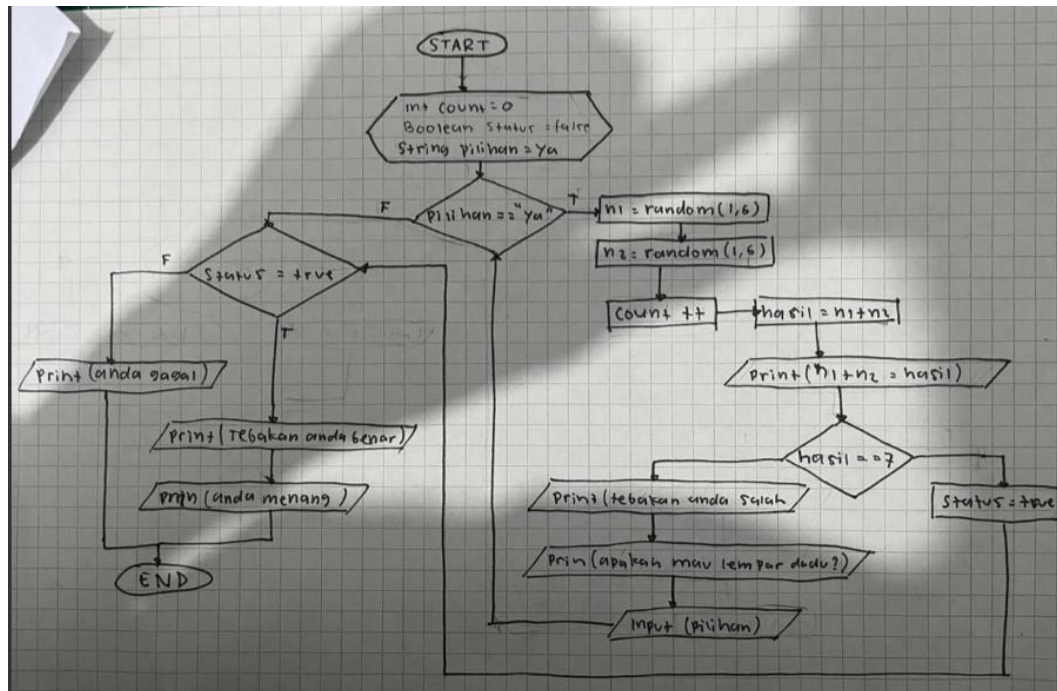 START
Int count = 0
Boolean Status = false
String pilihan = ya
pilihan == "ya"
F
T
n1 = random (1,6)
n2 = random (1,6)
count ++
hasil = n1 + n2
print ("n1 + n2 = hasil)
hasil == 7
Status = true
print (tebakan anda salah
prin (apakah mau lempar dadu?)
input (pilihan)
Status = true
F
T
print (anda gagal)
print (Tebakan anda benar)
prin (anda menang)
END